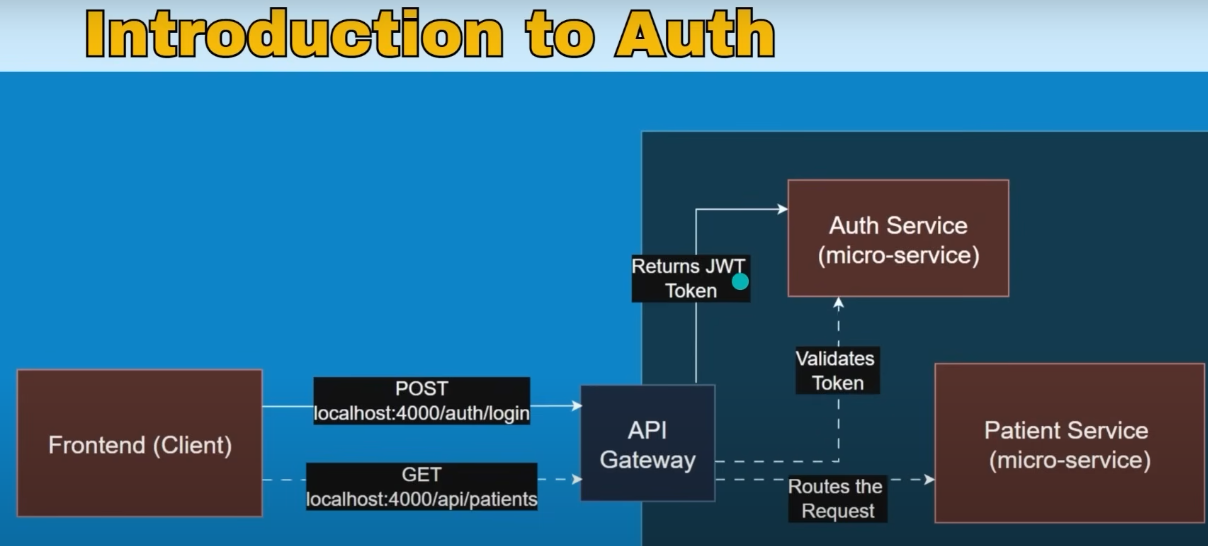 Introduction to Auth
Auth Service
(micro-service)
Returns JWT
Token
Validates
Token
POST
localhost:4000/auth/login
Frontend (Client)
API
Gateway
Patient Service
(micro-service)
GET
localhost:4000/api/patients
Routes the
Request